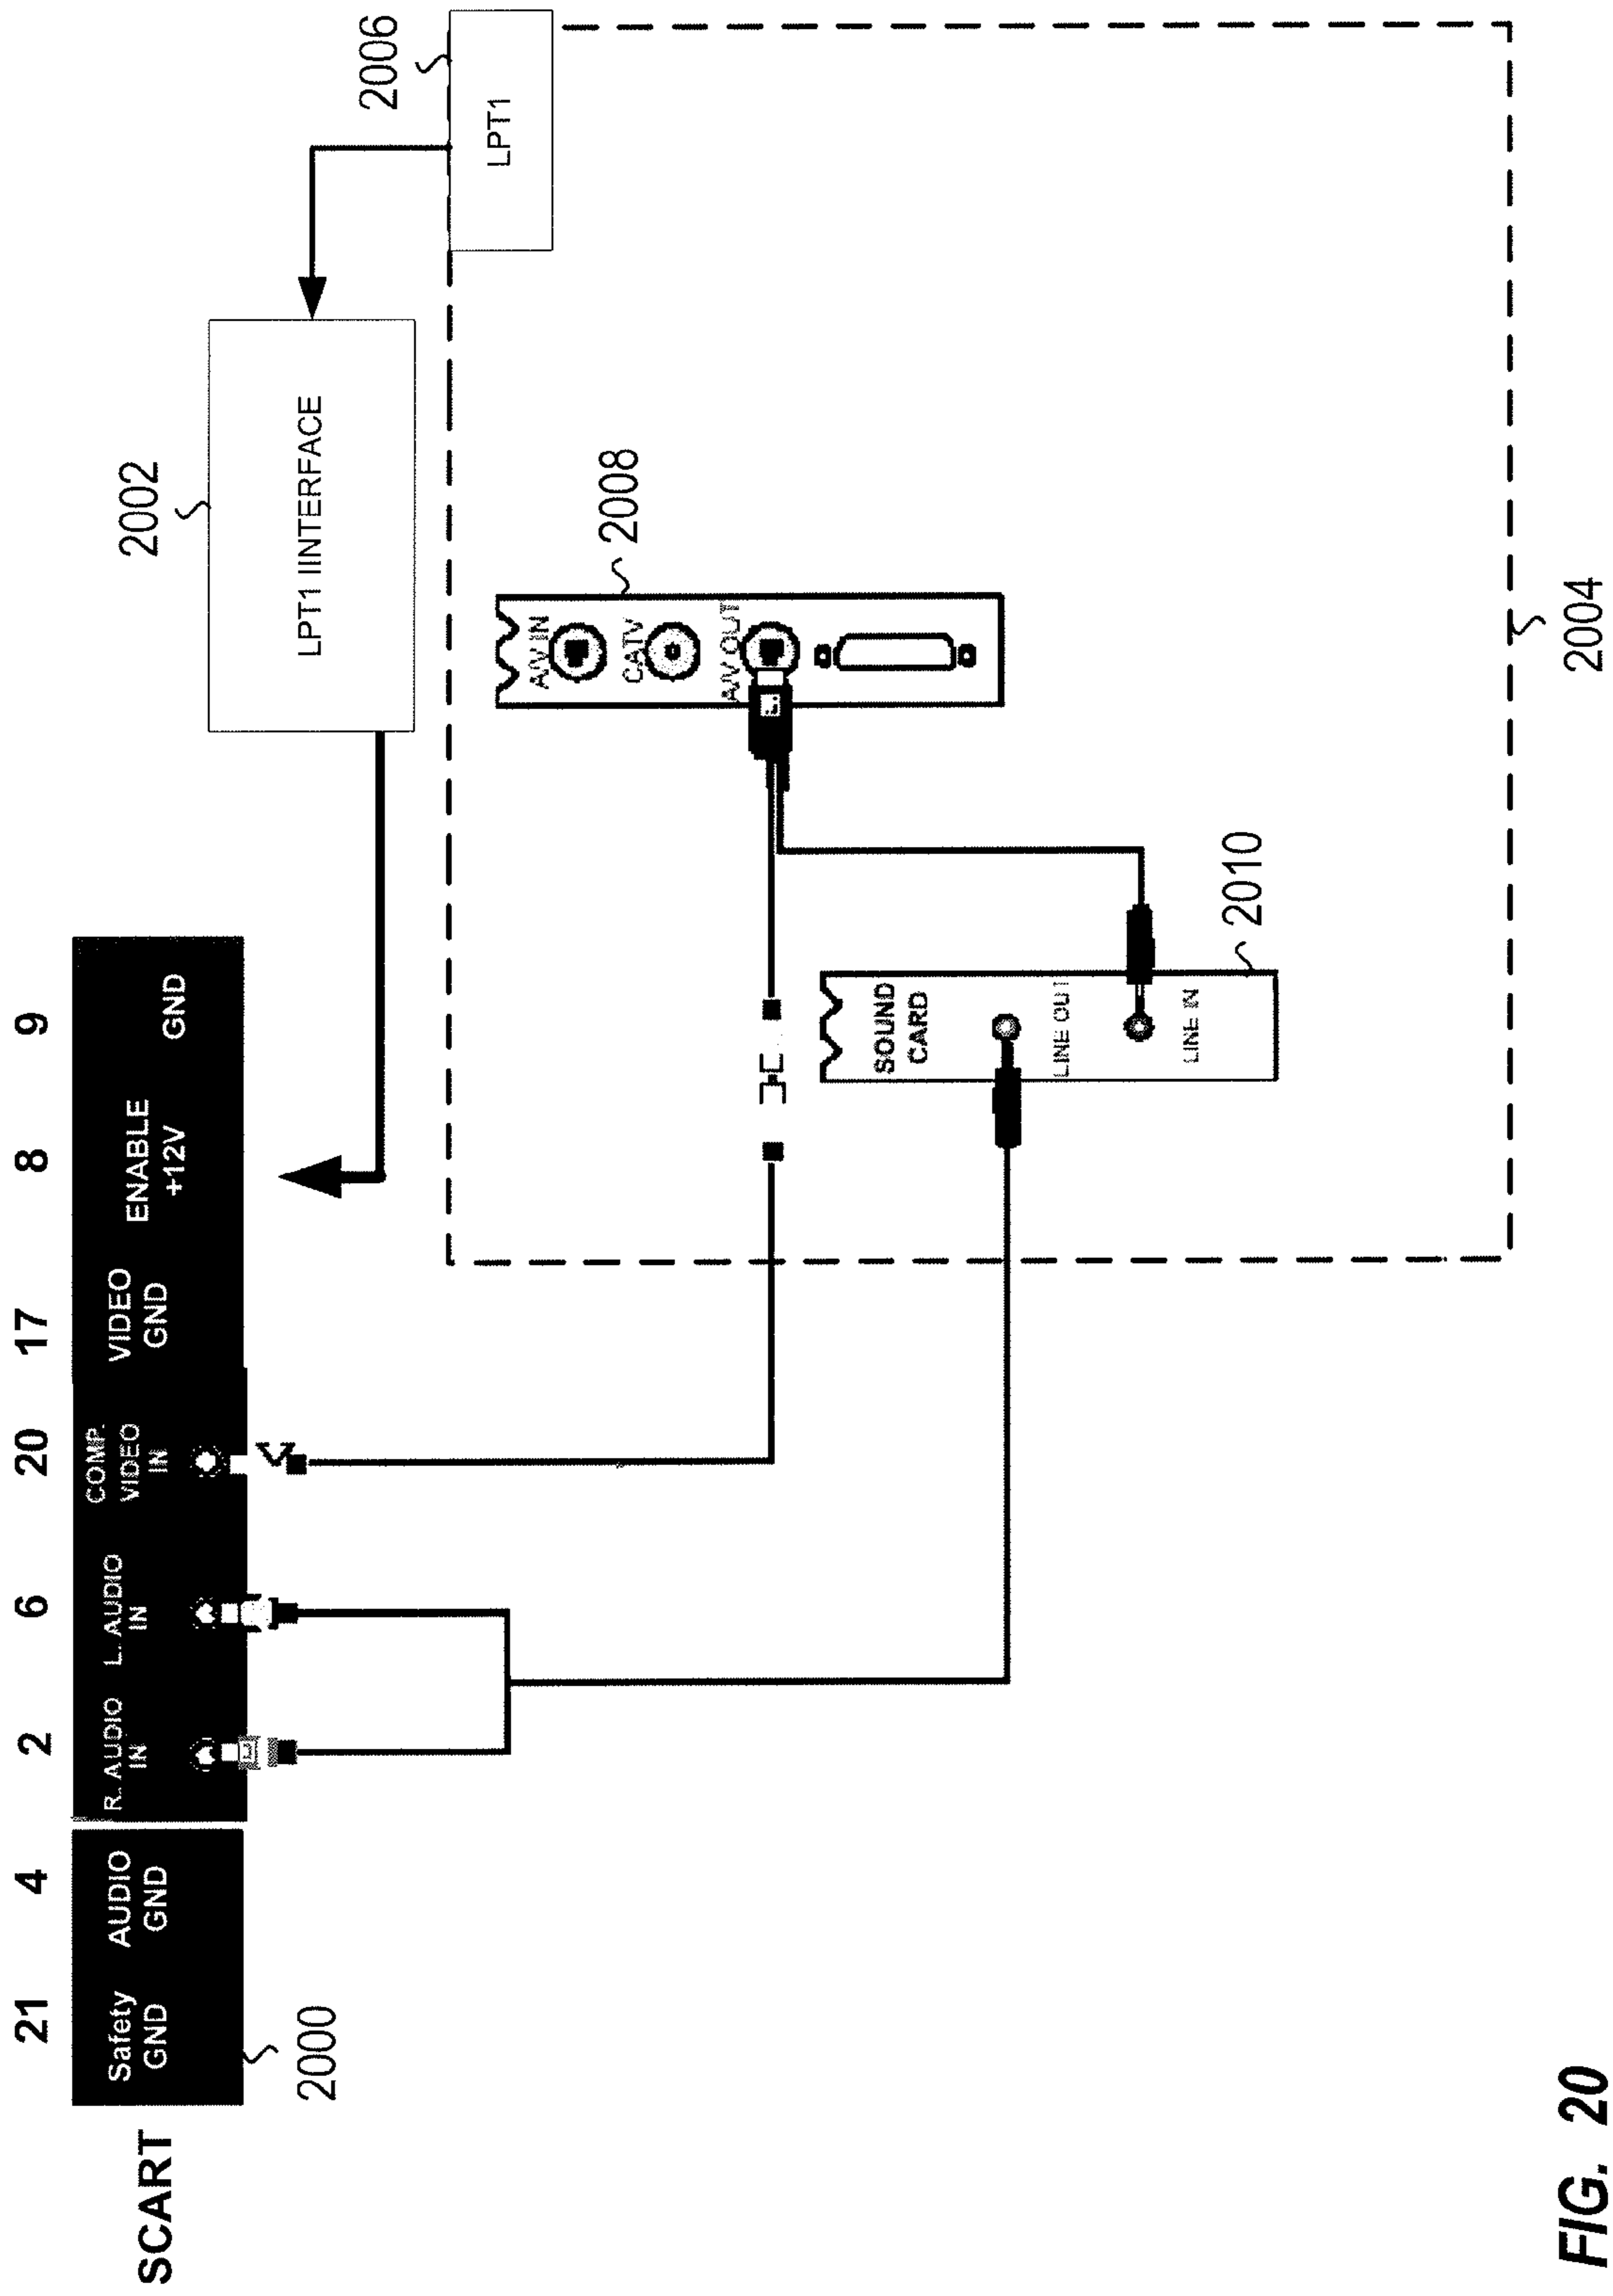 21 4 2 6 20 17 8 9
SCART
Safety
GND
AUDIO
GND
R. AUDIO
IN
L. AUDIO
IN
COMP.
VIDEO
IN
VIDEO
GND
ENABLE
+12V
GND
2000
2002
LPT1 IINTERFACE
2006
LPT1
2008
A/V IN
CATV
A/V OUT
L
V
SOUND
CARD
LINE OUT
LINE IN
2010
2004
FIG. 20